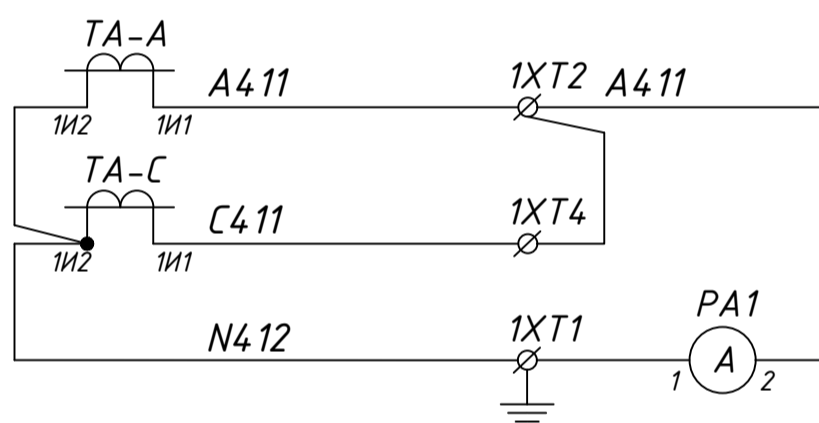 TA-A
A411
1XT2 A411
1И2 1И1
TA-C
C411
1XT4
1И2 1И1
N412
1XT1
PA1
A
1 2